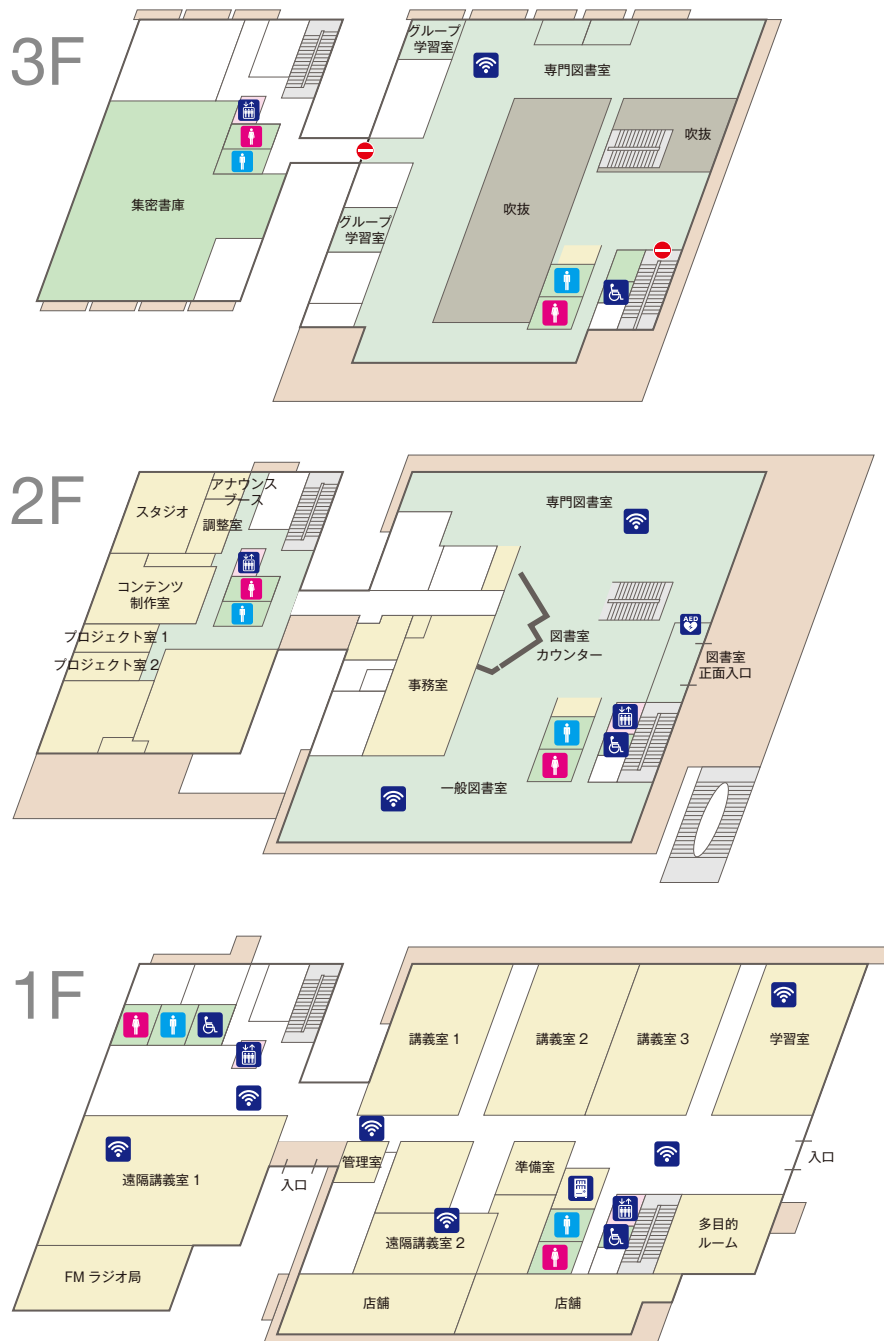 3F
グループ
学習室
専門図書室
吹抜
集密書庫
吹抜
グループ
学習室
2F
アナウンス
ブース
スタジオ
調整室
専門図書室
コンテンツ
制作室
AED
プロジェクト室 1
図書室
カウンター
図書室
正面入口
プロジェクト室 2
事務室
一般図書室
1F
講義室 1
講義室 2
講義室 3
学習室
管理室
準備室
入口
遠隔講義室 1
入口
多目的
ルーム
遠隔講義室 2
FM ラジオ局
店舗
店舗